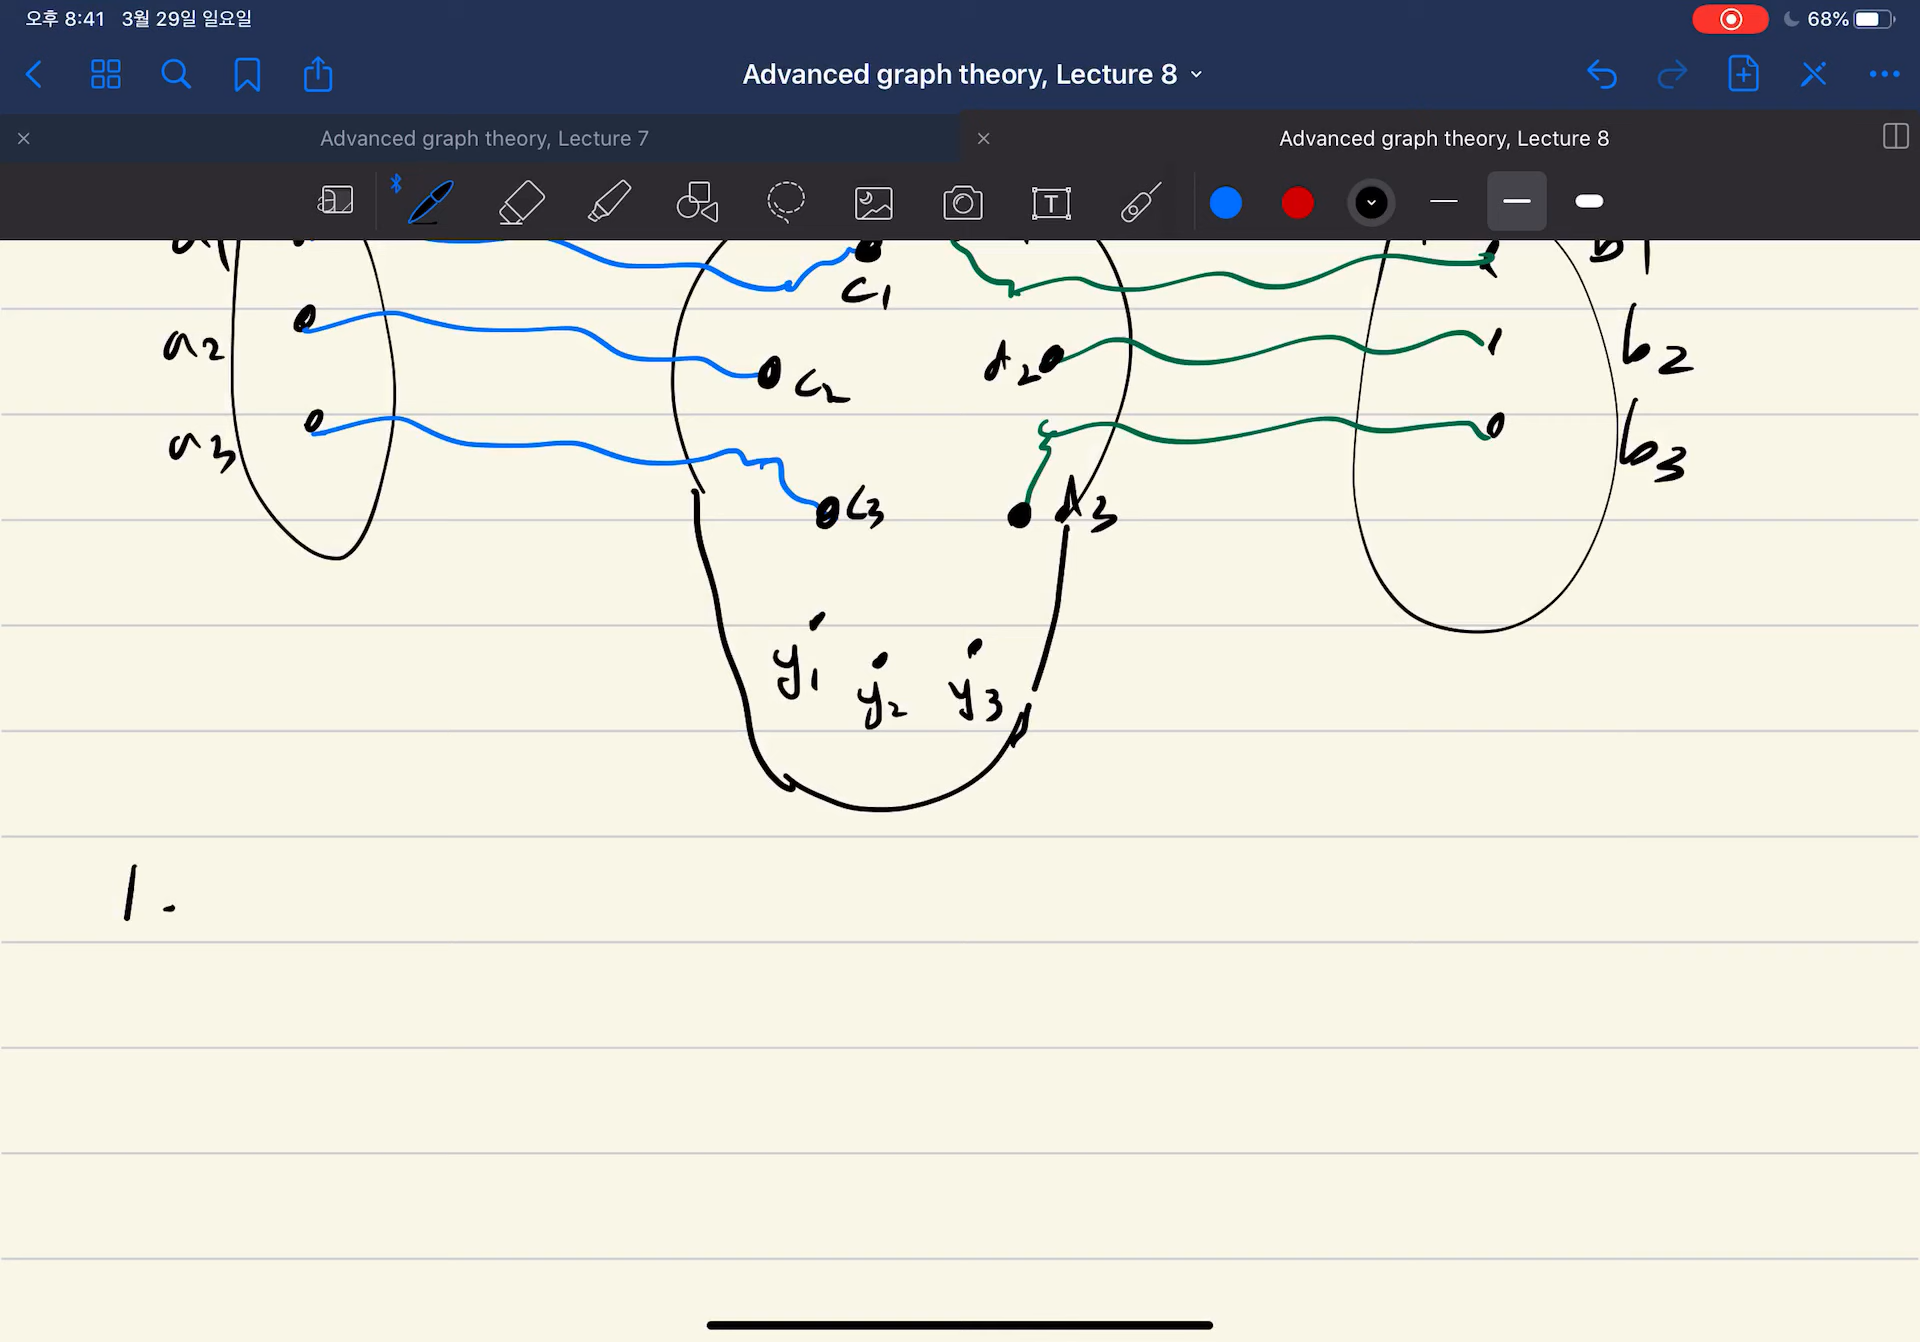 오후 8:41 3월 29일 일요일 68%
Advanced graph theory, Lecture 8
Advanced graph theory, Lecture 7 Advanced graph theory, Lecture 8
T
a1 b1
c1
a2 c2 d2 b2
a3 c3 d3 b3
y1 y2 y3
1.